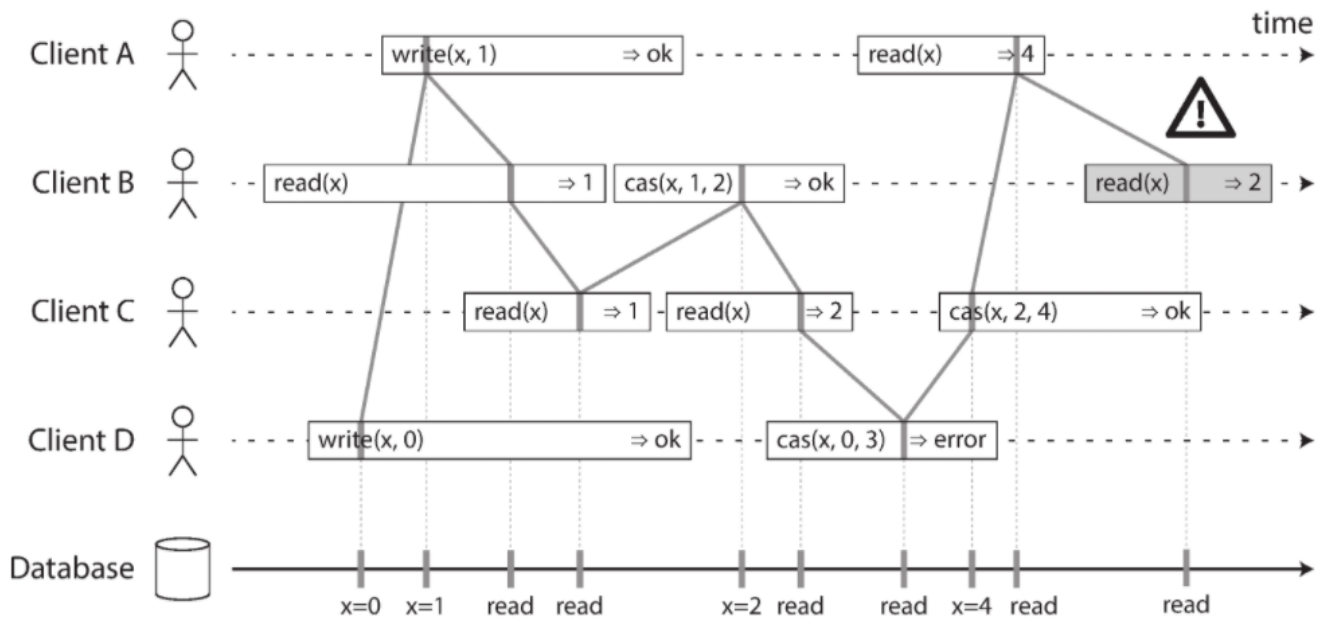 time
Client A write(x, 1) ⇒ ok read(x) ⇒ 4
!
Client B read(x) ⇒ 1 cas(x, 1, 2) ⇒ ok read(x) ⇒ 2
Client C read(x) ⇒ 1 read(x) ⇒ 2 cas(x, 2, 4) ⇒ ok
Client D write(x, 0) ⇒ ok cas(x, 0, 3) ⇒ error
Database
x=0 x=1 read read x=2 read read x=4 read read